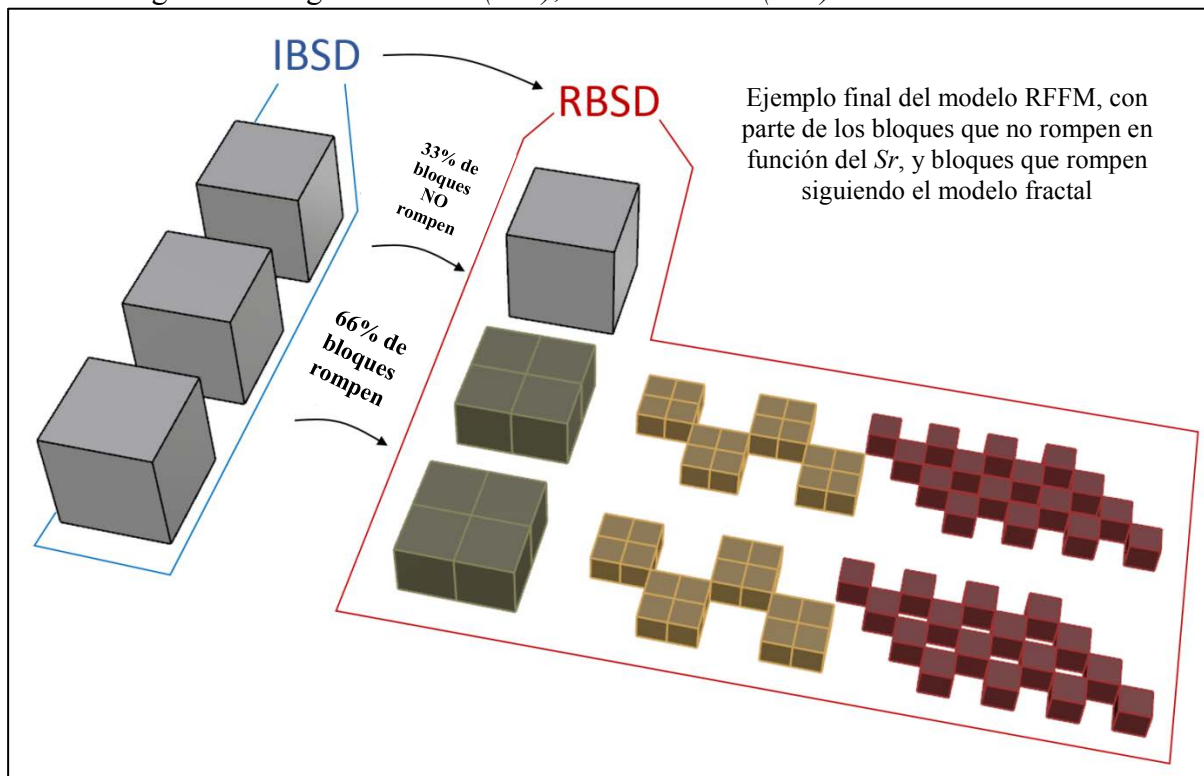 IBSD
RBSD
Ejemplo final del modelo RFFM, con
parte de los bloques que no rompen en
función del Sr, y bloques que rompen
siguiendo el modelo fractal
33% de
bloques
NO
rompen
66% de
bloques
rompen